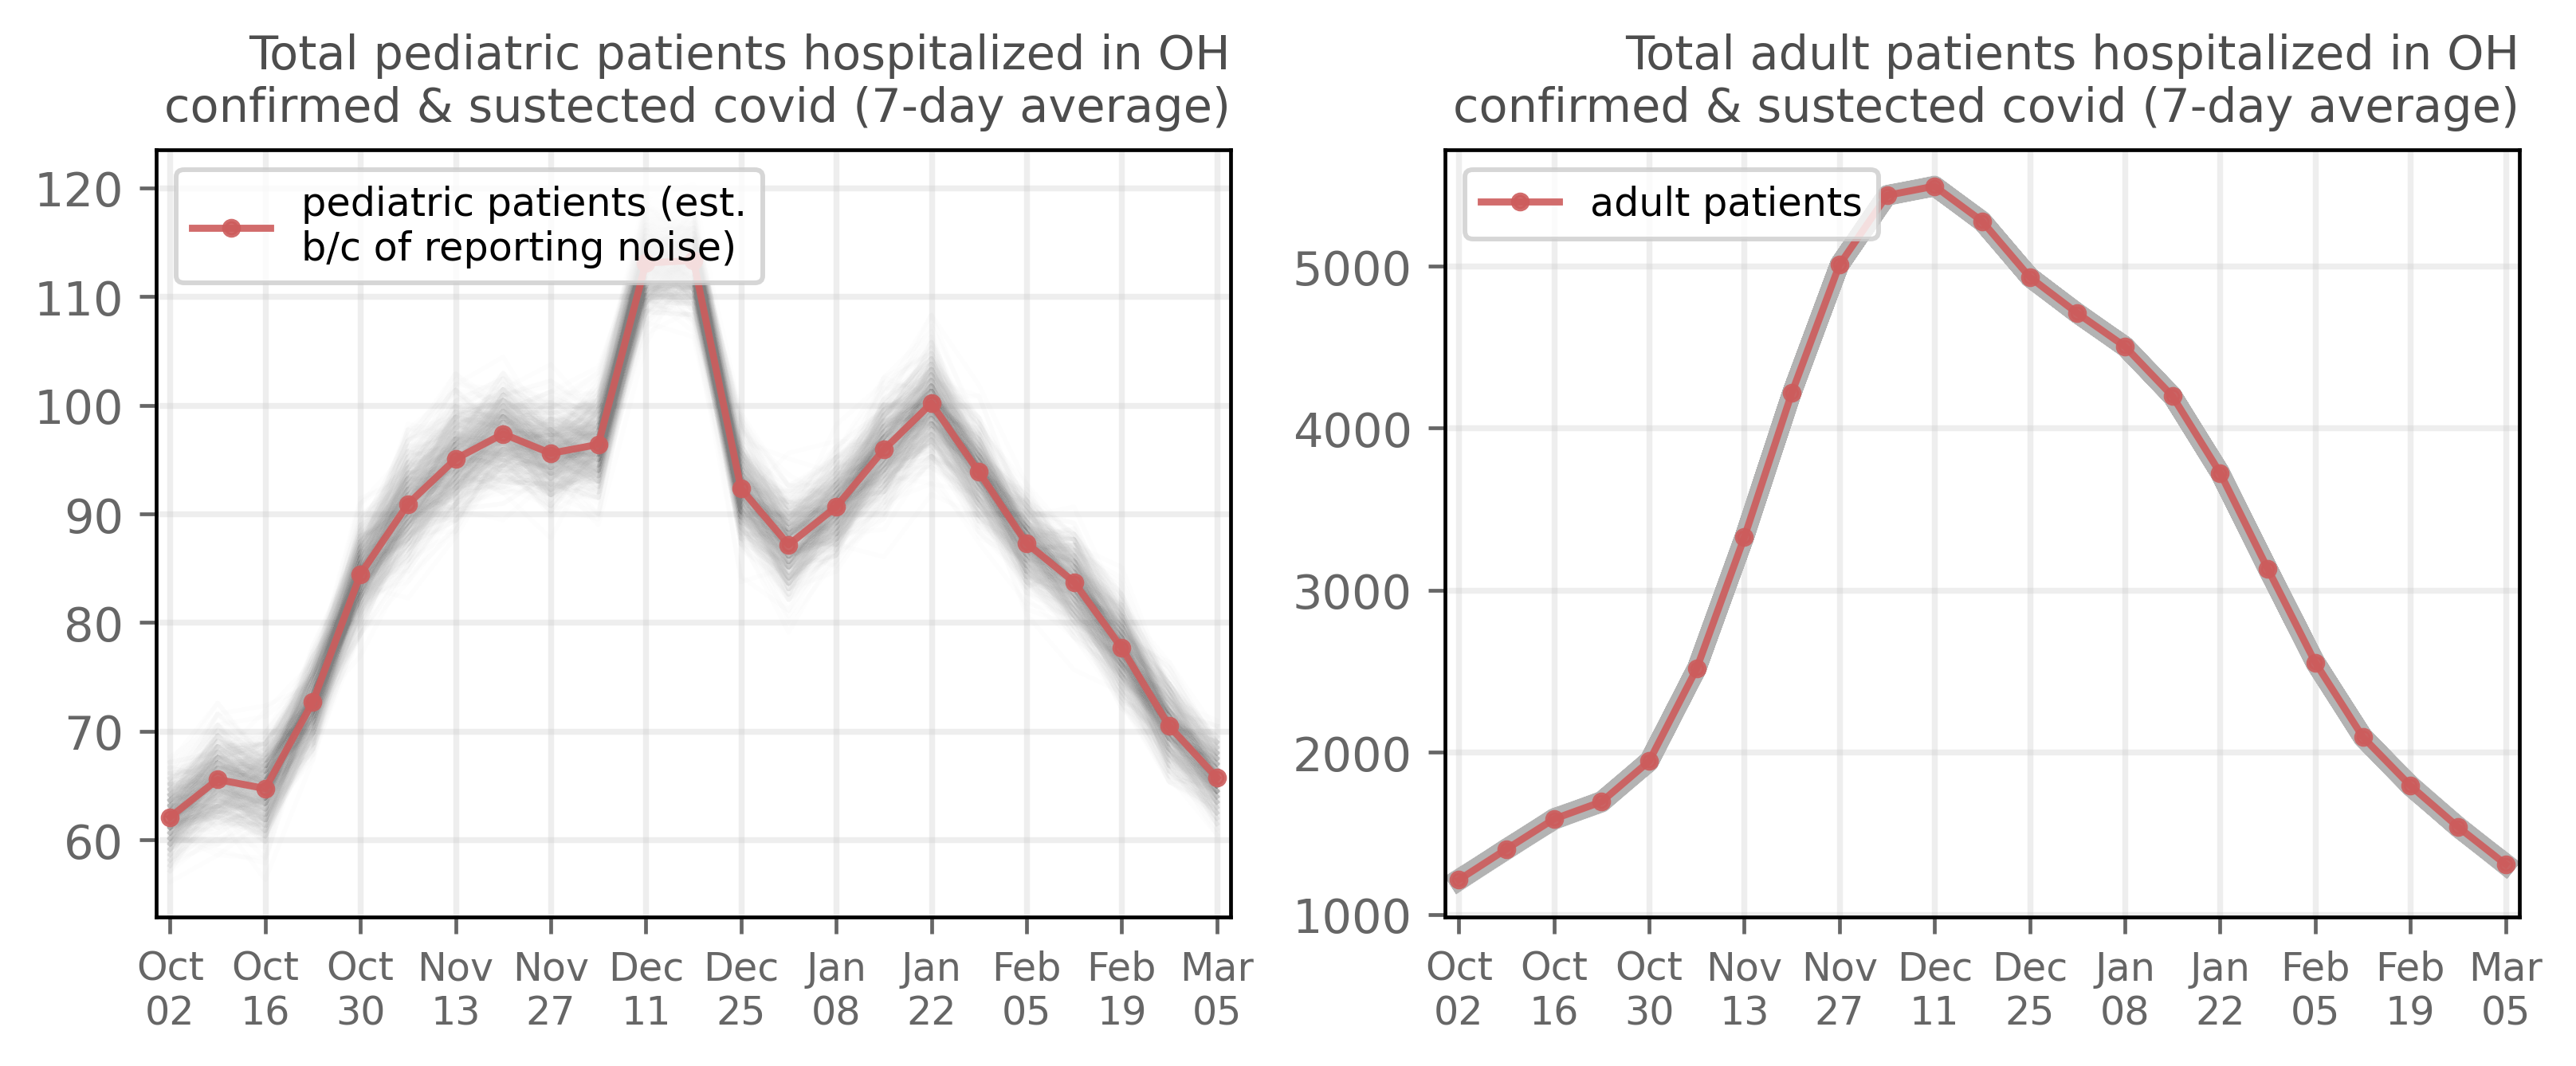 Total pediatric patients hospitalized in OH
confirmed & sustected covid (7-day average)
pediatric patients (est.
b/c of reporting noise)
120
110
100
90
80
70
60
Oct Oct Oct Nov Nov Dec Dec Jan Jan Feb Feb Mar
02 16 30 13 27 11 25 08 22 05 19 05
Total adult patients hospitalized in OH
confirmed & sustected covid (7-day average)
adult patients
5000
4000
3000
2000
1000
Oct Oct Oct Nov Nov Dec Dec Jan Jan Feb Feb Mar
02 16 30 13 27 11 25 08 22 05 19 05